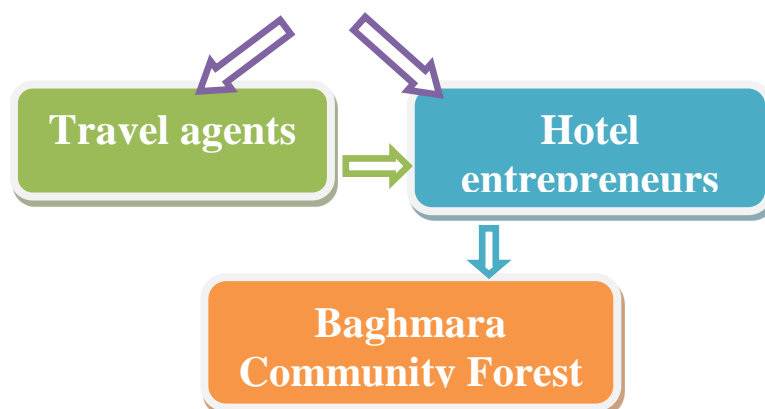 Travel agents
Hotel
entrepreneurs
Baghmara
Community Forest